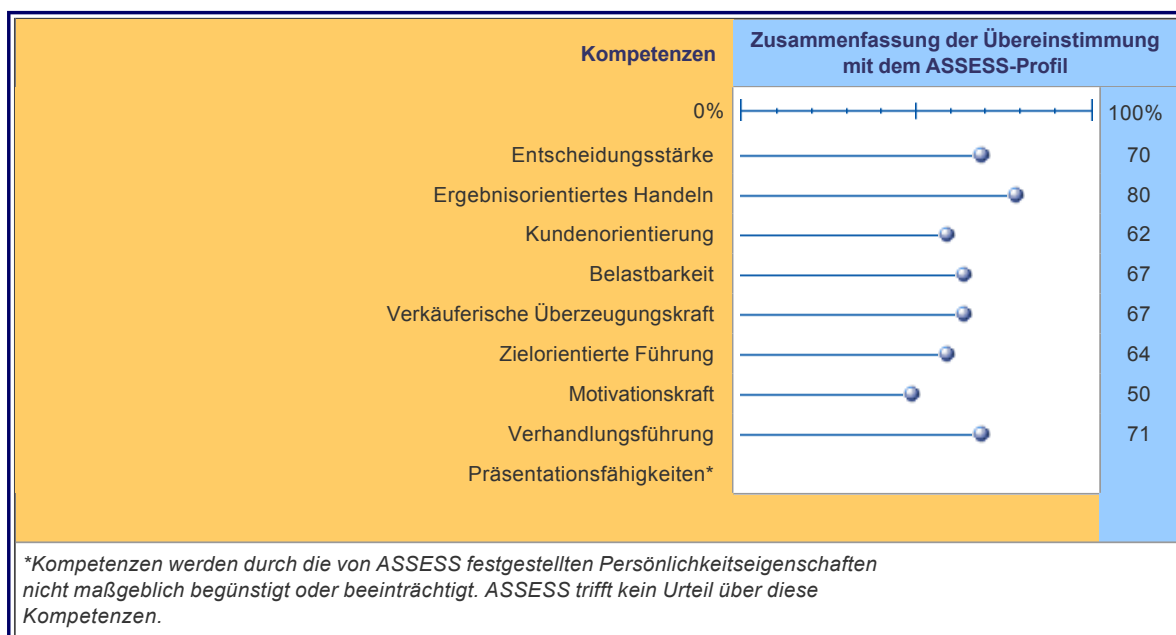 Kompetenzen
Zusammenfassung der Übereinstimmung
mit dem ASSESS-Profil
0% 100%
Entscheidungsstärke 70
Ergebnisorientiertes Handeln 80
Kundenorientierung 62
Belastbarkeit 67
Verkäuferische Überzeugungskraft 67
Zielorientierte Führung 64
Motivationskraft 50
Verhandlungsführung 71
Präsentationsfähigkeiten*
*Kompetenzen werden durch die von ASSESS festgestellten Persönlichkeitseigenschaften
nicht maßgeblich begünstigt oder beeinträchtigt. ASSESS trifft kein Urteil über diese
Kompetenzen.